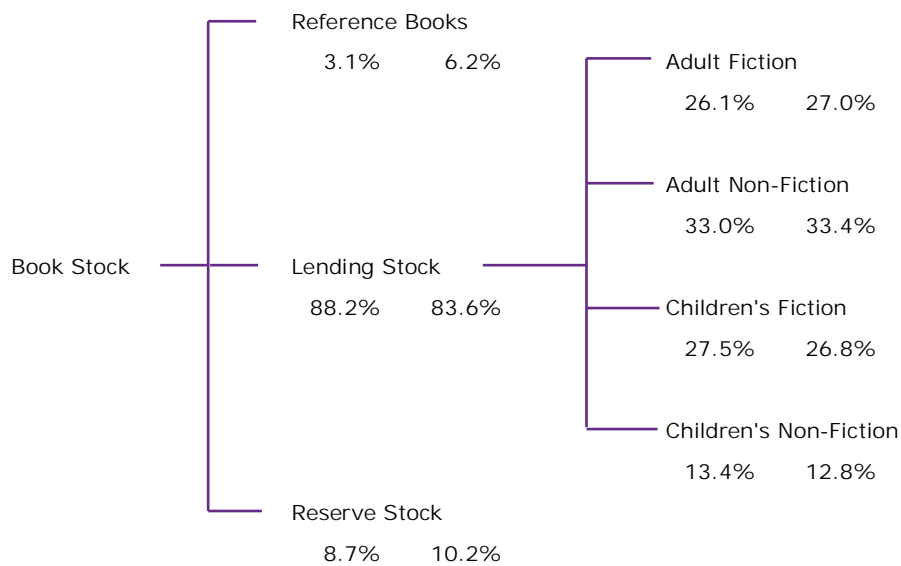 Reference Books
3.1% 6.2%
Adult Fiction
26.1% 27.0%
Adult Non-Fiction
33.0% 33.4%
Book Stock
Lending Stock
88.2% 83.6%
Children's Fiction
27.5% 26.8%
Children's Non-Fiction
13.4% 12.8%
Reserve Stock
8.7% 10.2%